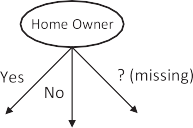 Home Owner
Yes
No
? (missing)